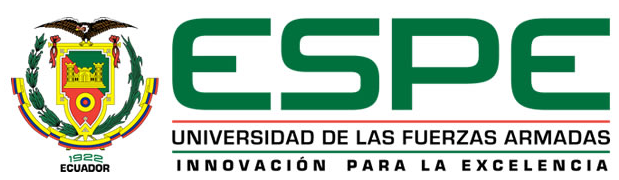 1922
ECUADOR
ESPE
UNIVERSIDAD DE LAS FUERZAS ARMADAS
INNOVACIÓN PARA LA EXCELENCIA